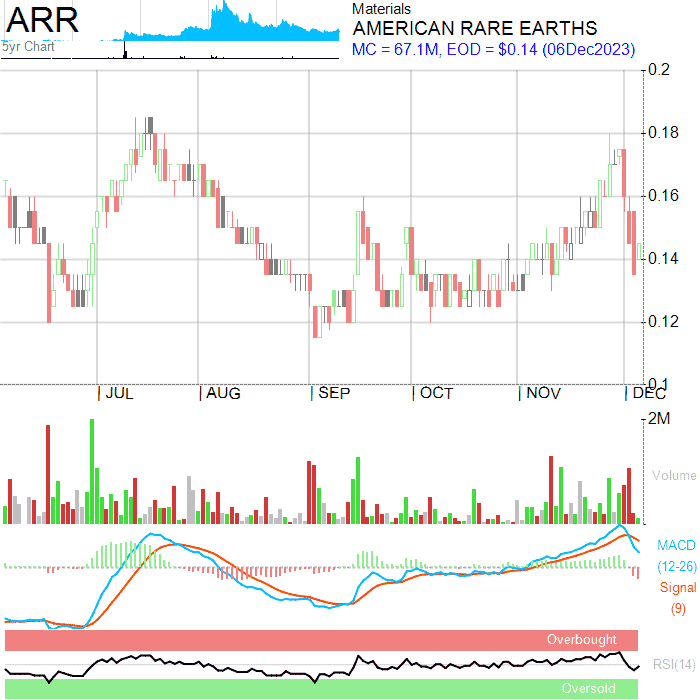 ARR
5yr Chart
Materials
AMERICAN RARE EARTHS
MC = 67.1M, EOD = $0.14 (06Dec2023)
0.2
0.18
0.16
0.14
0.12
0.1
JUL AUG SEP OCT NOV DEC
2M
Volume
MACD
(12-26)
Signal
(9)
Overbought
RSI(14)
Oversold